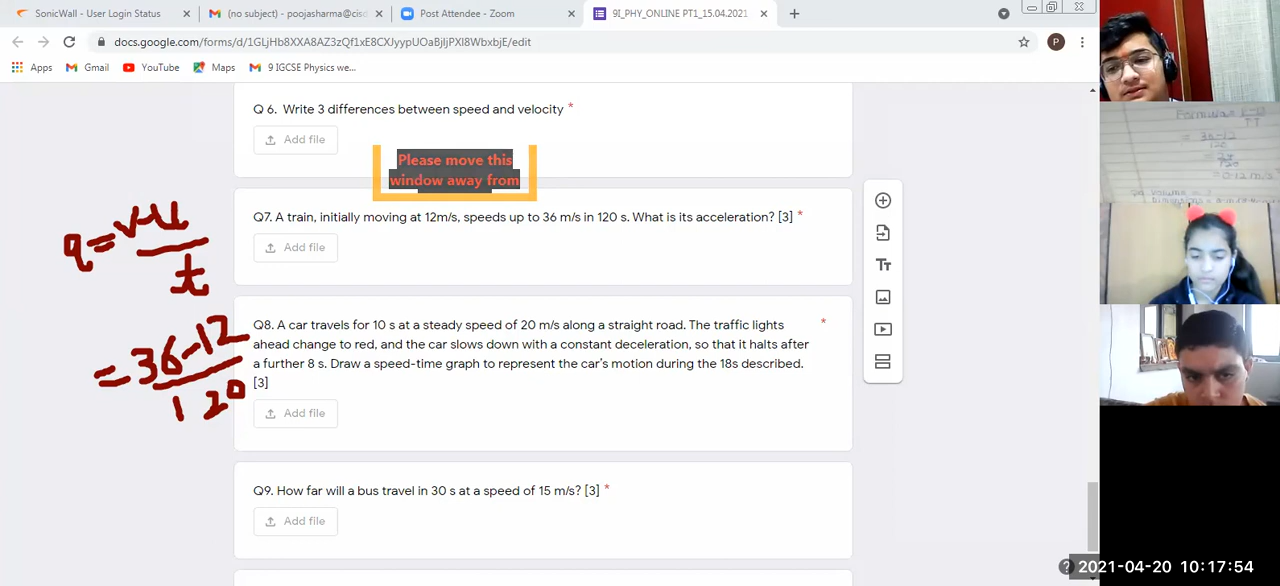 SonicWall - User Login Status
(no subject) - poojasharma@cisd
Post Attendee - Zoom
9I_PHY_ONLINE PT1_15.04.2021
docs.google.com/forms/d/1GLjHb8XXA8AZ3zQf1xE8CXJyypUOaBjljPXI8WbxbjE/edit
P
Apps
Gmail
YouTube
Maps
9 IGCSE Physics we...
Q 6. Write 3 differences between speed and velocity *
Add file
Please move this
window away from
Q7. A train, initially moving at 12m/s, speeds up to 36 m/s in 120 s. What is its acceleration? [3] *
Add file
Q8. A car travels for 10 s at a steady speed of 20 m/s along a straight road. The traffic lights *
ahead change to red, and the car slows down with a constant deceleration, so that it halts after
a further 8 s. Draw a speed-time graph to represent the car's motion during the 18s described.
[3]
Add file
Q9. How far will a bus travel in 30 s at a speed of 15 m/s? [3] *
Add file
a = v-u
t
= 36-12
120
Tт
Formula =
= 36-12
120
2021-04-20 10:17:54